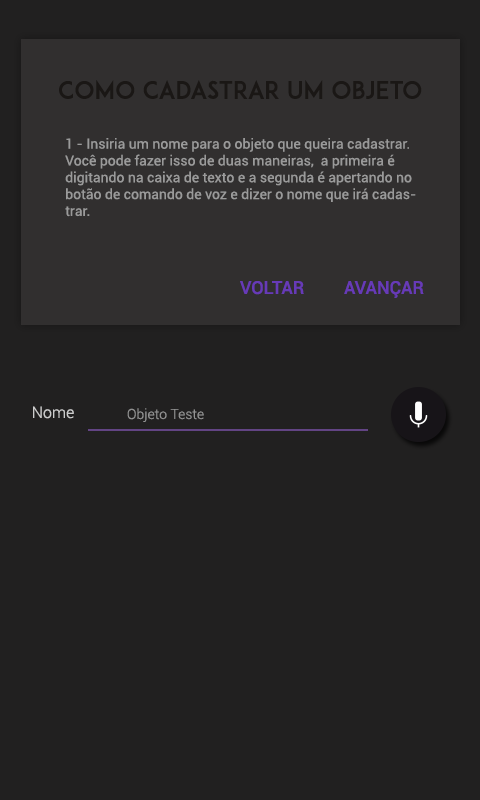 COMO CADASTRAR UM OBJETO
1 - Insiria um nome para o objeto que queira cadastrar.
Você pode fazer isso de duas maneiras,  a primeira é
digitando na caixa de texto e a segunda é apertando no
botão de comando de voz e dizer o nome que irá cadas-
trar.
VOLTAR AVANÇAR
Nome Objeto Teste